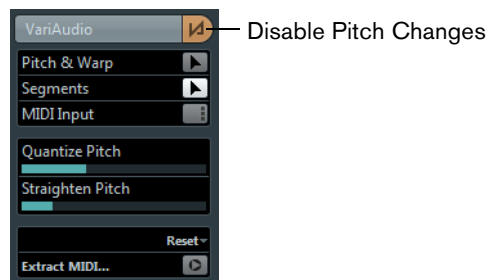 VariAudio
Disable Pitch Changes
Pitch & Warp
Segments
MIDI Input
Quantize Pitch
Straighten Pitch
Reset
Extract MIDI...